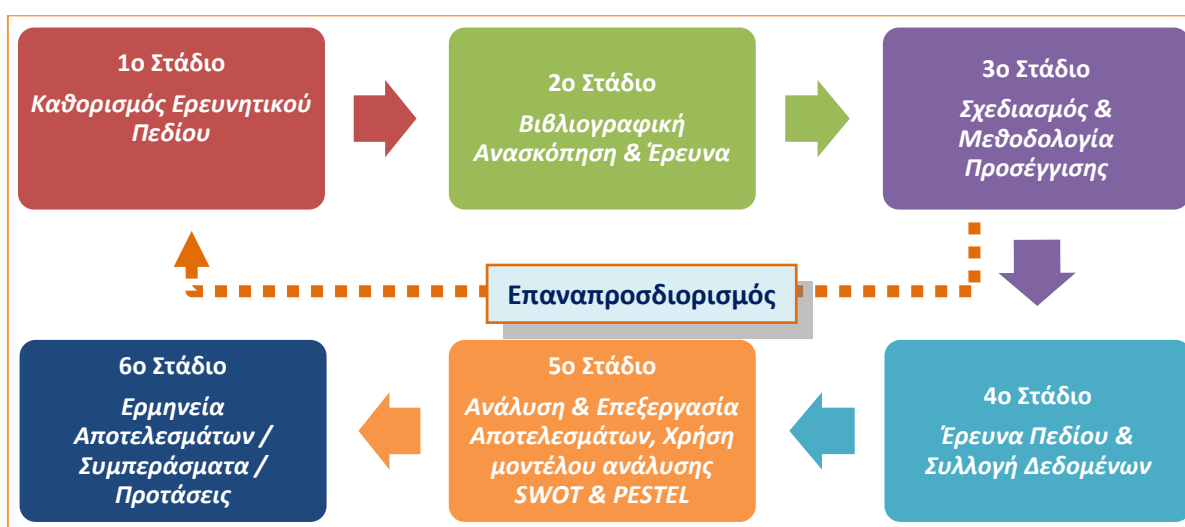 1ο Στάδιο
Καθορισμός Ερευνητικού
Πεδίου
2ο Στάδιο
Βιβλιογραφική
Ανασκόπηση & Έρευνα
3ο Στάδιο
Σχεδιασμός &
Μεθοδολογία
Προσέγγισης
Επαναπροσδιορισμός
6ο Στάδιο
Ερμηνεία
Αποτελεσμάτων /
Συμπεράσματα /
Προτάσεις
5ο Στάδιο
Ανάλυση & Επεξεργασία
Αποτελεσμάτων, Χρήση
μοντέλου ανάλυσης
SWOT & PESTEL
4ο Στάδιο
Έρευνα Πεδίου &
Συλλογή Δεδομένων